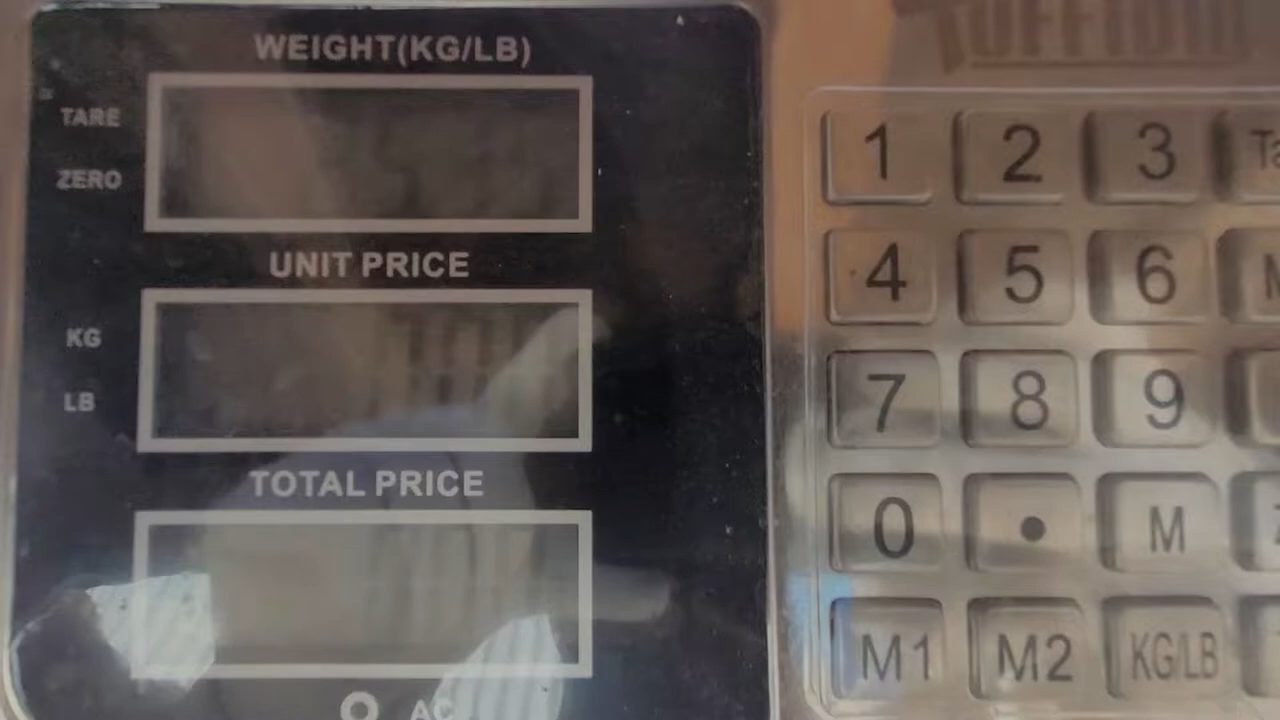 WEIGHT(KG/LB)
TARE
ZERO
UNIT PRICE
KG
LB
TOTAL PRICE
AC
1 2 3
4 5 6
7 8 9
0 • M
M1 M2 KG/LB